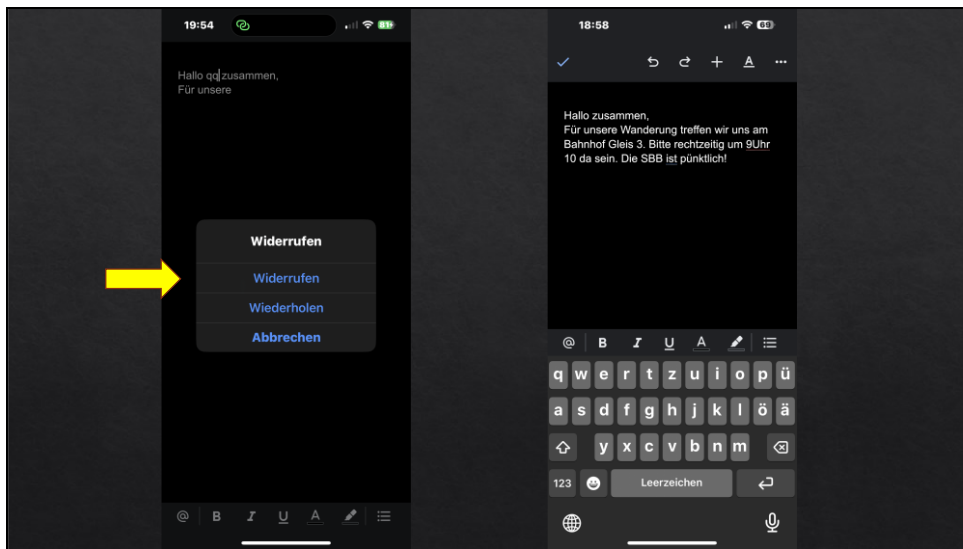 19:54
81
Hallo qq zusammen,
Für unsere
Widerrufen
Widerrufen
Wiederholen
Abbrechen
@ B I U A
18:58
69
A
Hallo zusammen,
Für unsere Wanderung treffen wir uns am
Bahnhof Gleis 3. Bitte rechtzeitig um 9Uhr
10 da sein. Die SBB ist pünktlich!
@ B I U A
q w e r t z u i o p ü
a s d f g h j k l ö ä
y x c v b n m
123 Leerzeichen